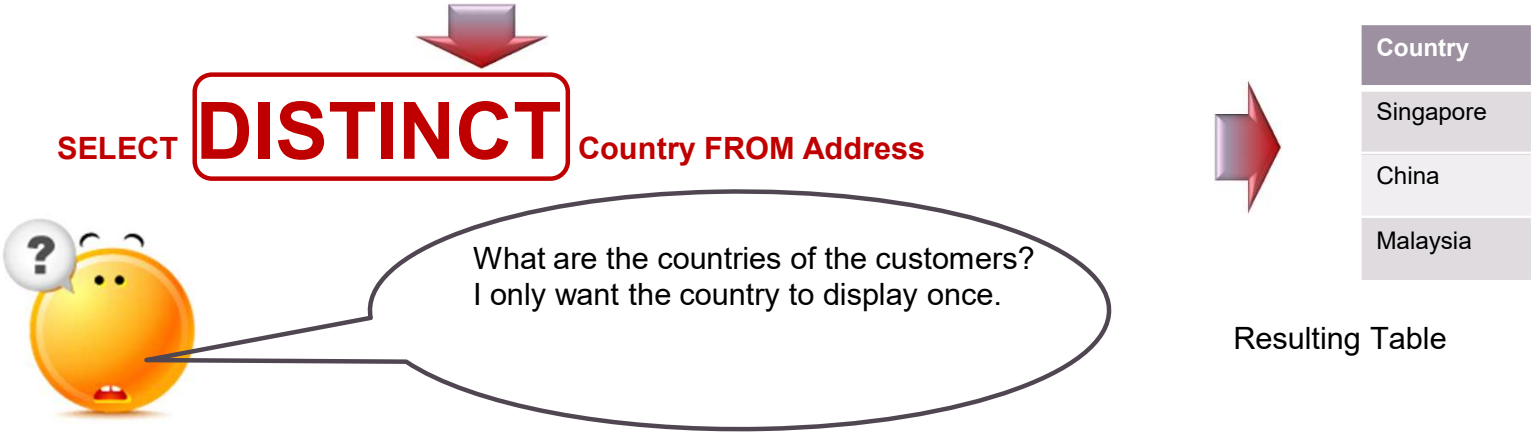 SELECT DISTINCT Country FROM Address
?
What are the countries of the customers?
I only want the country to display once.
Country
Singapore
China
Malaysia
Resulting Table